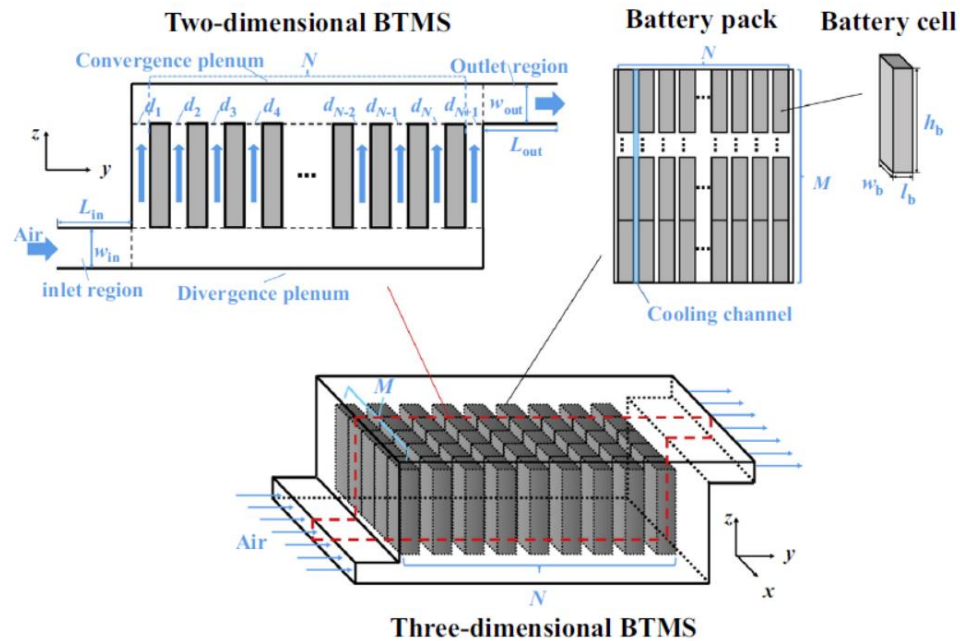 Two-dimensional BTMS
Battery pack
Battery cell
Convergence plenum
N
Outlet region
d1
d2
d3
d4
dN-2
dN-1
dN
dN+1
wout
Lout
z
y
Lin
Air
win
inlet region
Divergence plenum
...
N
...
...
...
M
Cooling channel
hb
wb
lb
M
Air
N
z
y
x
Three-dimensional BTMS